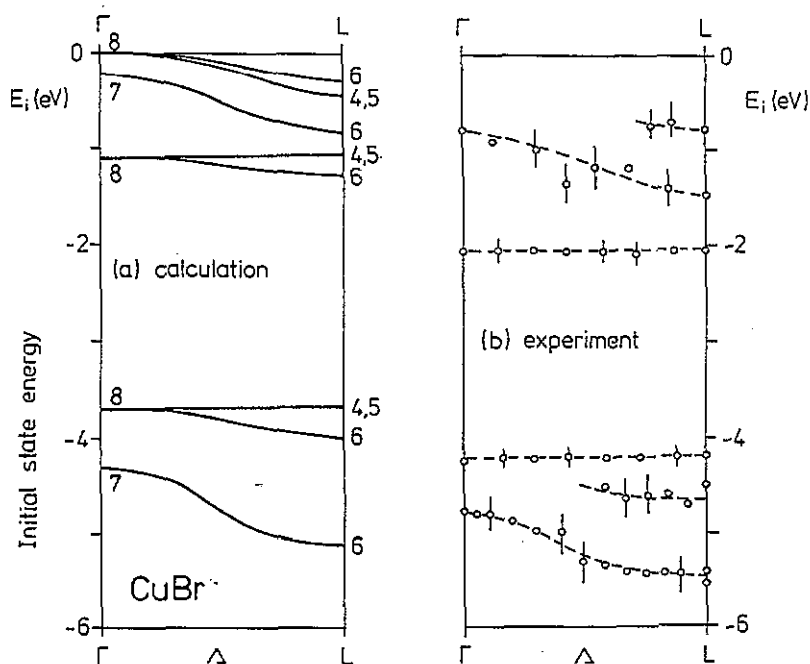 Γ L Γ L
8
0 0
E_i (eV) E_i (eV)
7
6
4,5
6
4,5
8 6
-2 -2
(a) calculation
(b) experiment
Initial state energy
8 4,5
-4 -4
6
7
6
CuBr
-6 -6
Γ Λ L Γ Λ L